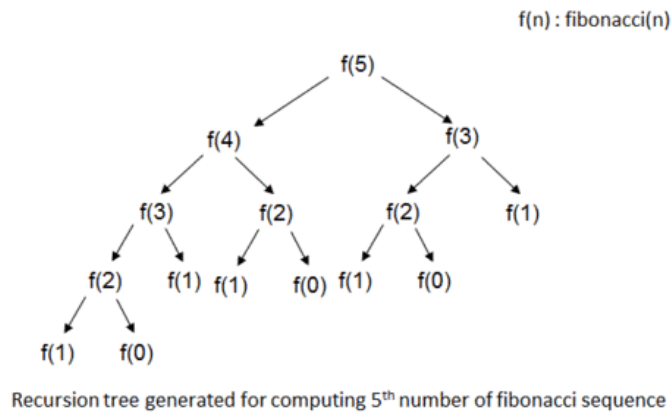 f(n) : fibonacci(n)
f(5)
f(4) f(3)
f(3) f(2) f(2) f(1)
f(2) f(1) f(1) f(0) f(1) f(0)
f(1) f(0)
Recursion tree generated for computing 5th number of fibonacci sequence